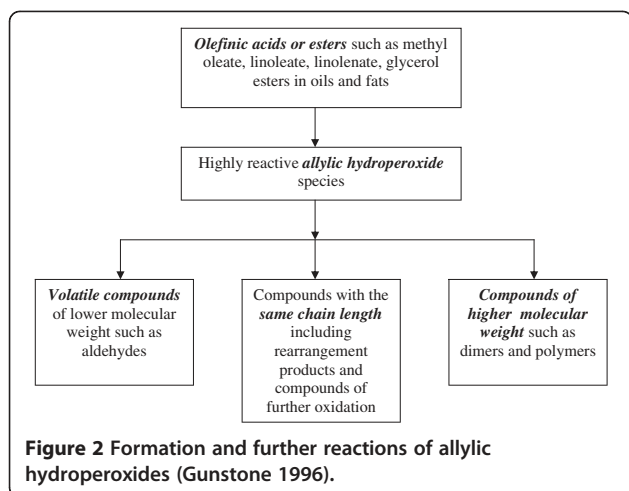 Olefinic acids or esters such as methyl
oleate, linoleate, linolenate, glycerol
esters in oils and fats
Highly reactive allylic hydroperoxide
species
Volatile compounds
of lower molecular
weight such as
aldehydes
Compounds with the
same chain length
including
rearrangement
products and
compounds of
further oxidation
Compounds of
higher molecular
weight such as
dimers and polymers
Figure 2 Formation and further reactions of allylic
hydroperoxides (Gunstone 1996).